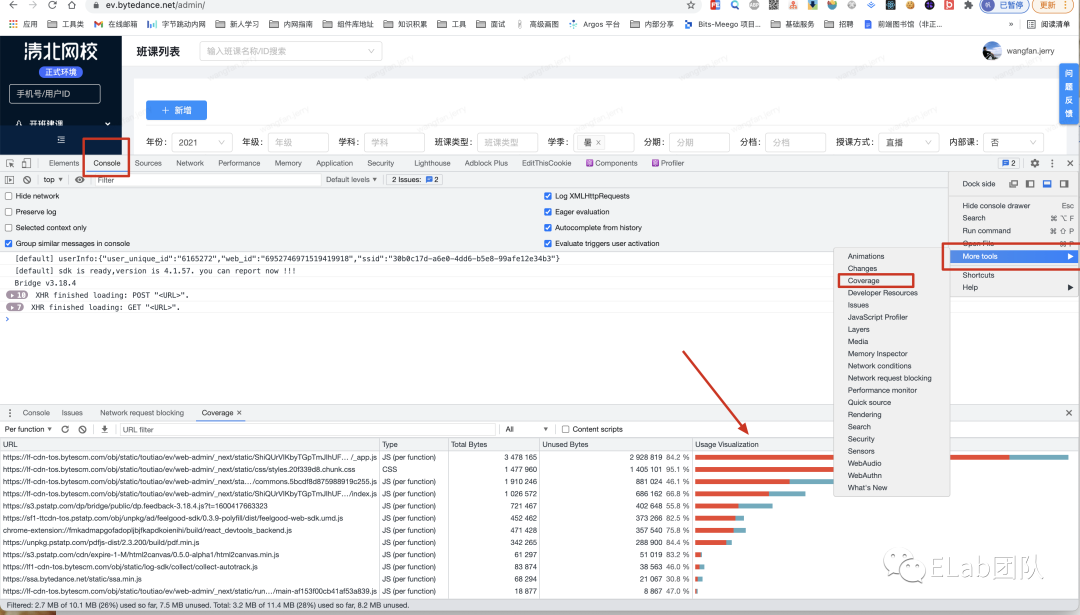 ev.bytedance.net/admin/
已暂停
更新
应用 工具类 在线邮箱 字节跳动内网 新人学习 内网指南 组件库地址 知识积累 工具 面试 高颜画图 Argos 平台 内部分享 Bits-Meego 项目... 基础服务 招聘 前端图书馆（非正... » 阅读清单
清北网校
正式环境
手机号/用户ID
开班建课
班课列表
输入班课名称/ID搜索
wangfan.jerry
问题反馈
＋ 新增
年份: 2021 年级: 年级 学科: 学科 班课类型: 班课类型 学季: 暑 × 分期: 分期 分档: 分档 授课方式: 直播 内部课: 否
Elements Console Sources Network Performance Memory Application Security Lighthouse Adblock Plus EditThisCookie Components Profiler 2
top Filter Default levels 2 Issues: 2
Hide network
Preserve log
Selected context only
Group similar messages in console
Log XMLHttpRequests
Eager evaluation
Autocomplete from history
Evaluate triggers user activation
[default] userInfo:{"user_unique_id":"6165272","web_id":"6952746971519419918","ssid":"30b0c17d-a6e0-4dd6-b5e8-99afe12e34b3"}
[default] sdk is ready,version is 4.1.57. you can report now !!!
Bridge v3.18.4
10 XHR finished loading: POST "<URL>".
7 XHR finished loading: GET "<URL>".
Dock side
Hide console drawer Esc
Search ⌘ ⌥ F
Run command ⌘ ⇧ P
Open File ⌘ P
More tools
Shortcuts
Help
Animations
Changes
Coverage
Developer Resources
Issues
JavaScript Profiler
Layers
Media
Memory Inspector
Network conditions
Network request blocking
Performance monitor
Quick source
Rendering
Search
Security
Sensors
WebAudio
WebAuthn
What's New
Console Issues Network request blocking Coverage ×
Per function URL filter All Content scripts
URL Type Total Bytes Unused Bytes Usage Visualization
https://lf-cdn-tos.bytescm.com/obj/static/toutiao/ev/web-admin/_next/static/ShiQUrVlKbyTGpTmJlhUF... /_app.js JS (per function) 3 478 165 2 928 819 84.2 %
https://lf-cdn-tos.bytescm.com/obj/static/toutiao/ev/web-admin/_next/static/css/styles.20f339d8.chunk.css CSS 1 477 960 1 405 101 95.1 %
https://lf-cdn-tos.bytescm.com/obj/static/toutiao/ev/web-admin/_next/sta.../commons.5bcdf8d875988919c255.js JS (per function) 1 910 246 881 024 46.1 %
https://lf-cdn-tos.bytescm.com/obj/static/toutiao/ev/web-admin/_next/static/ShiQUrVlKbyTGpTmJlhUF.../index.js JS (per function) 1 026 572 686 162 66.8 %
https://s3.pstatp.com/dp/bridge/public/dp.feedback-3.18.4.js?t=1600417663323 JS (per function) 721 467 402 648 55.8 %
https://sf1-ttcdn-tos.pstatp.com/obj/unpkg/ad/feelgood-sdk/0.3.9-polyfill/dist/feelgood-web-sdk.umd.js JS (per function) 452 462 373 266 82.5 %
chrome-extension://fmkadmapgofadopljbjfkapdkoienihi/build/react_devtools_backend.js JS (per function) 471 428 357 540 75.8 %
https://unpkg.pstatp.com/pdfjs-dist/2.3.200/build/pdf.min.js JS (per function) 342 265 288 900 84.4 %
https://s3.pstatp.com/cdn/expire-1-M/html2canvas/0.5.0-alpha1/html2canvas.min.js JS (per function) 61 297 51 019 83.2 %
https://lf1-cdn-tos.bytescm.com/obj/static/log-sdk/collect/collect-autotrack.js JS (per function) 83 874 38 563 46.0 %
https://ssa.bytedance.net/static/ssa.min.js JS (per function) 68 294 21 067 30.8 %
https://lf-cdn-tos.bytescm.com/obj/static/toutiao/ev/web-admin/_next/static/run.../main-af153f00cb41af53a839.js JS (per function) 18 877 8 867 47.0 %
Filtered: 2.7 MB of 10.1 MB (26%) used so far, 7.5 MB unused. Total: 3.2 MB of 11.4 MB (28%) used so far, 8.2 MB unused.
ELab团队